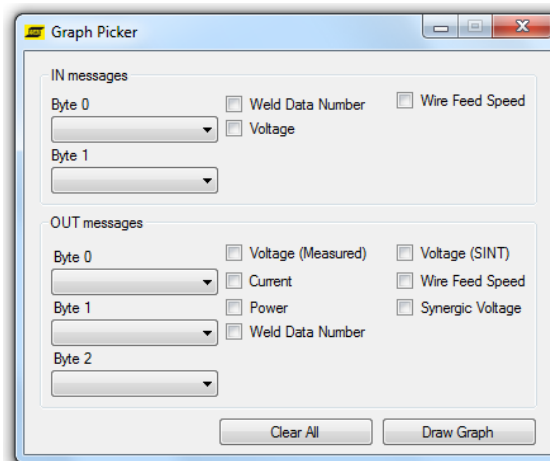 Graph Picker
IN messages
Byte 0
Weld Data Number
Wire Feed Speed
Voltage
Byte 1
OUT messages
Byte 0
Voltage (Measured)
Voltage (SINT)
Current
Wire Feed Speed
Byte 1
Power
Synergic Voltage
Weld Data Number
Byte 2
Clear All
Draw Graph